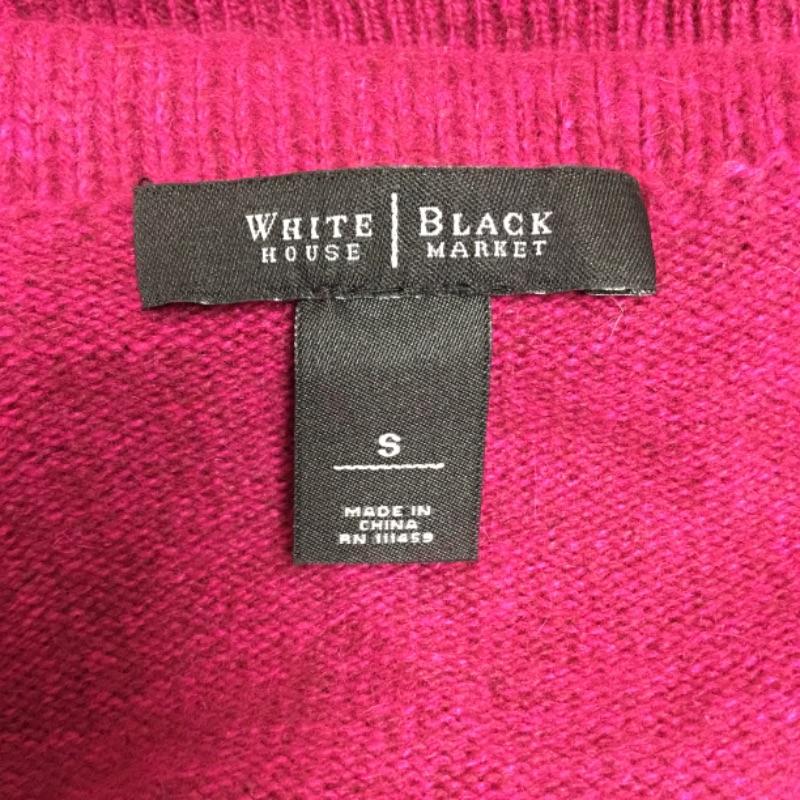 WHITE | BLACK
HOUSE | MARKET
S
MADE IN
CHINA
RN 111459